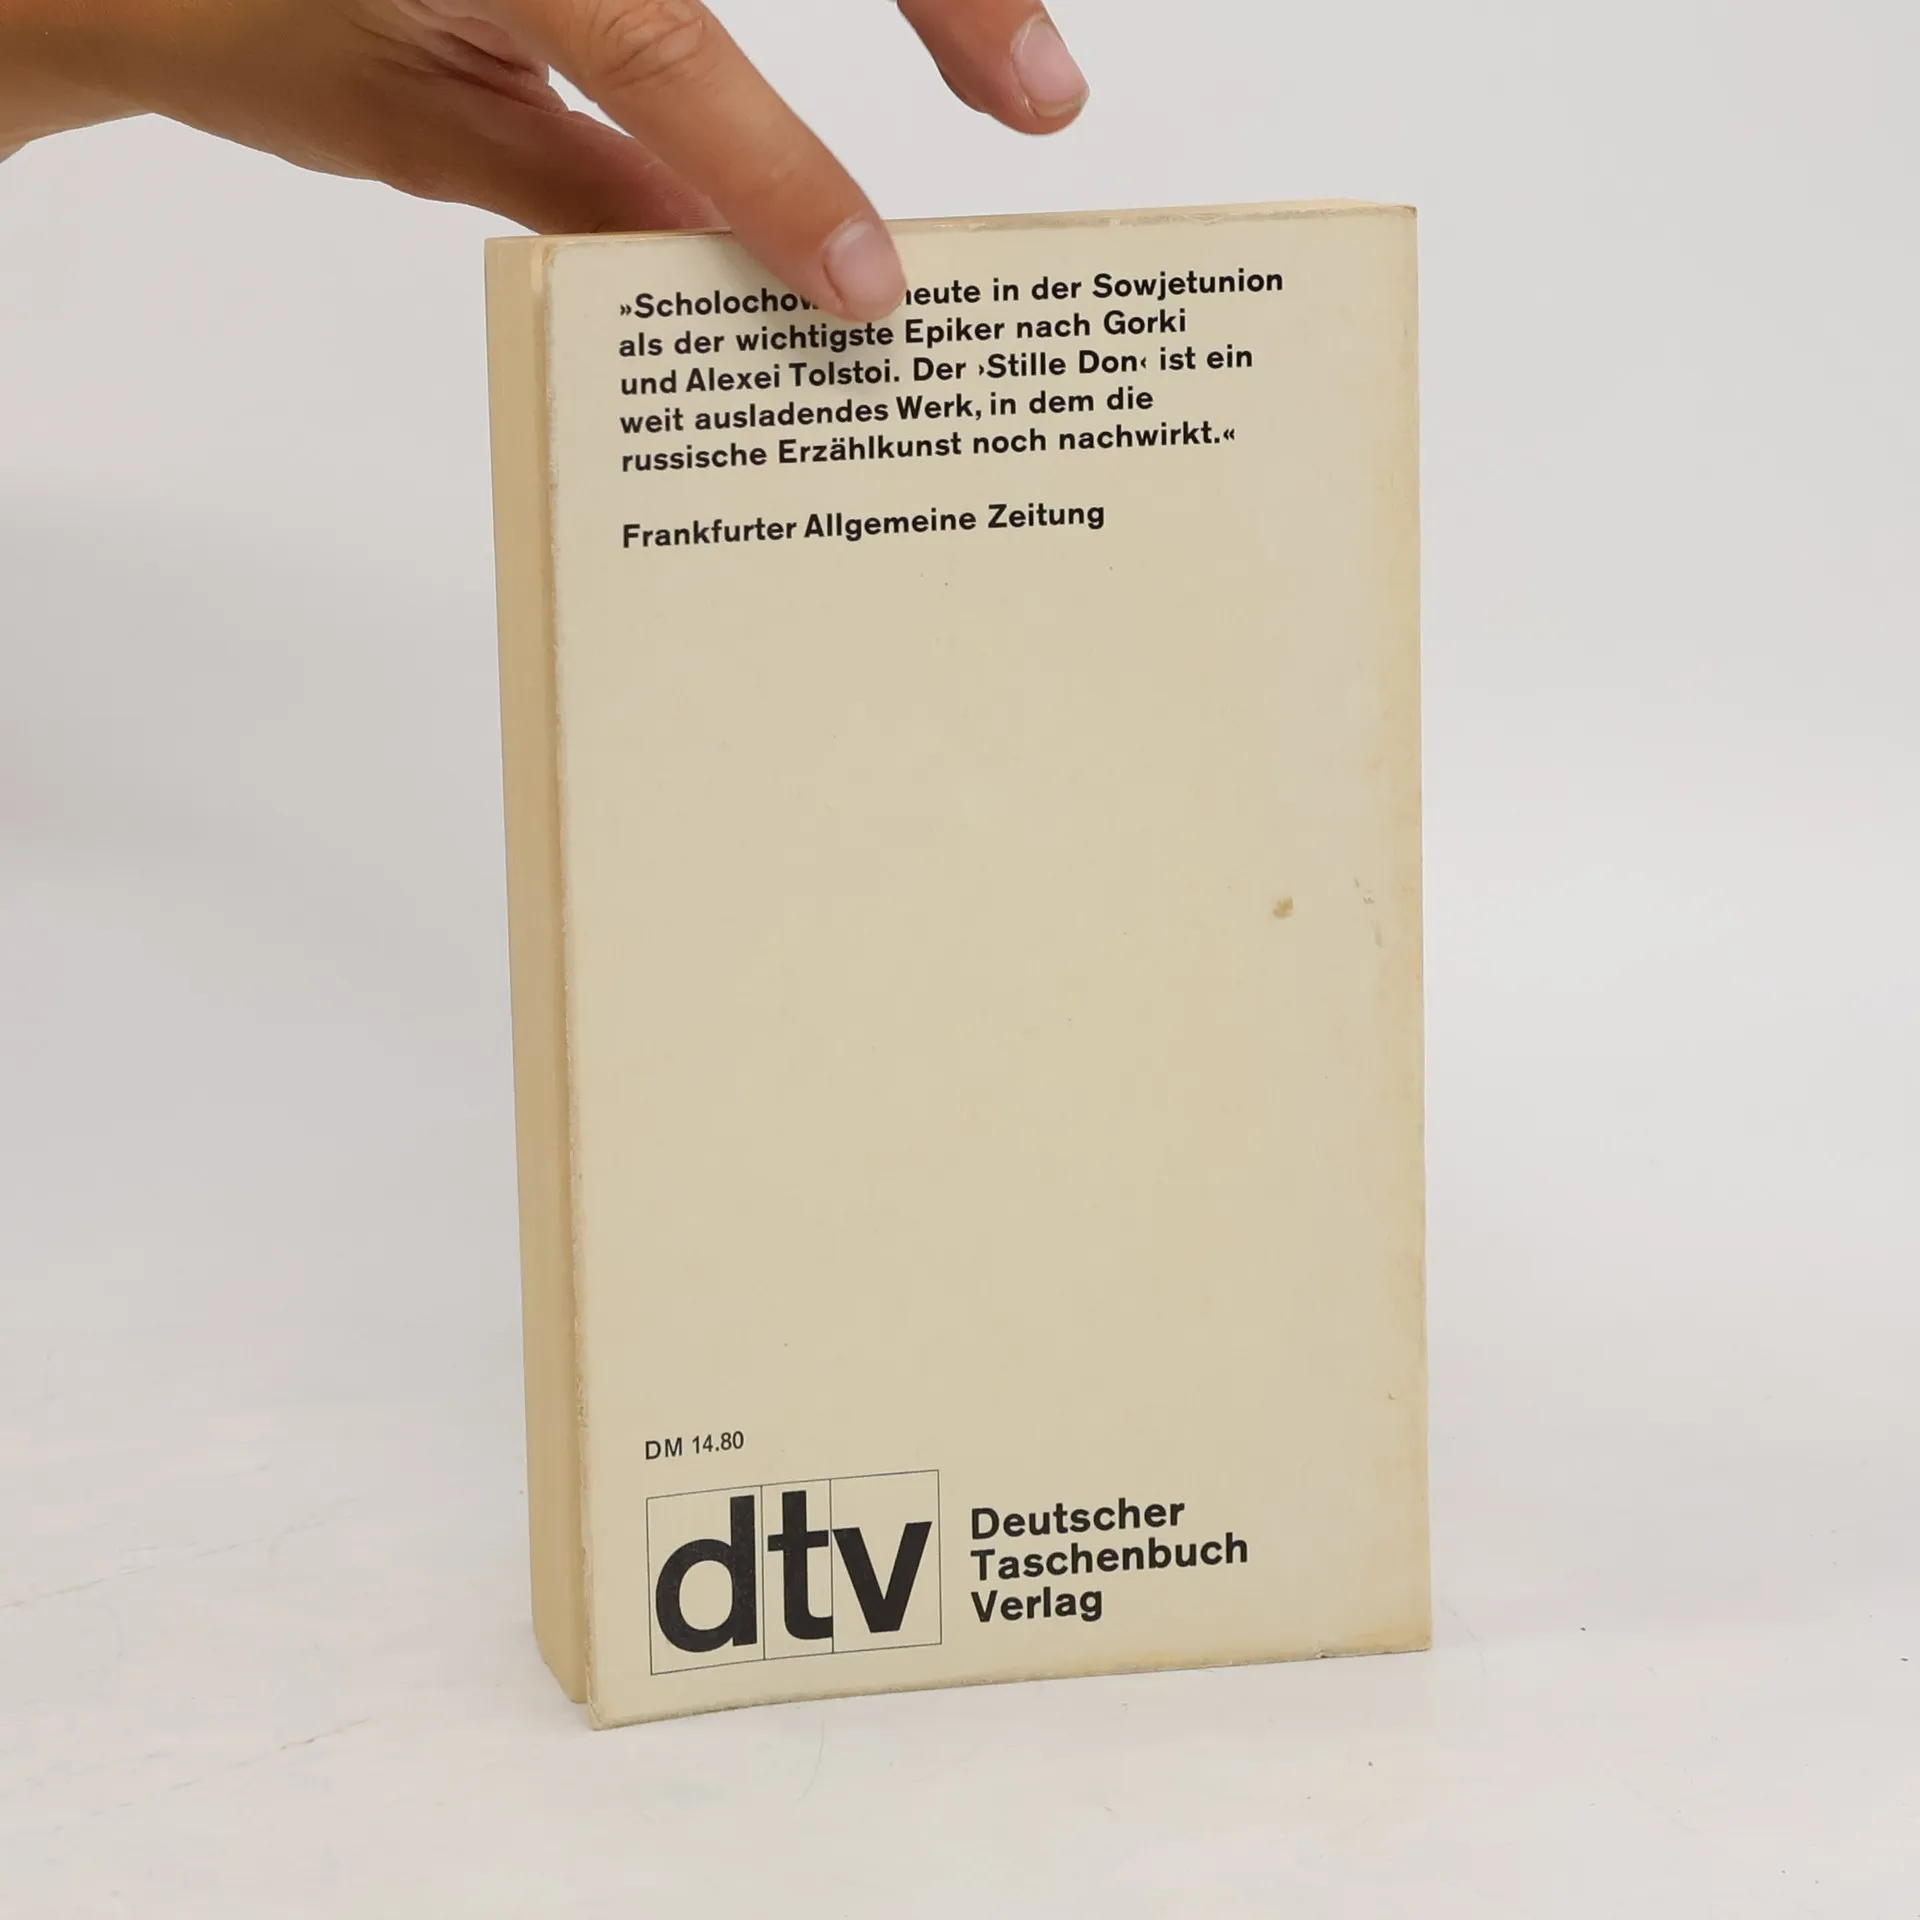 »Scholochow heute in der Sowjetunion
als der wichtigste Epiker nach Gorki
und Alexei Tolstoi. Der ›Stille Don‹ ist ein
weit ausladendes Werk, in dem die
russische Erzählkunst noch nachwirkt.«
Frankfurter Allgemeine Zeitung
DM 14.80
dtv
Deutscher
Taschenbuch
Verlag